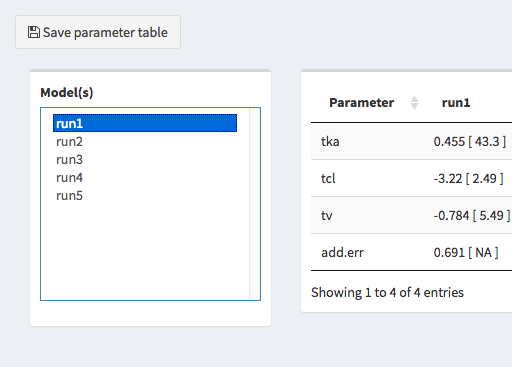 Save parameter table
Model(s)
run1
run2
run3
run4
run5
Parameter run1
tka 0.455 [ 43.3 ]
tcl -3.22 [ 2.49 ]
tv -0.784 [ 5.49 ]
add.err 0.691 [ NA ]
Showing 1 to 4 of 4 entries